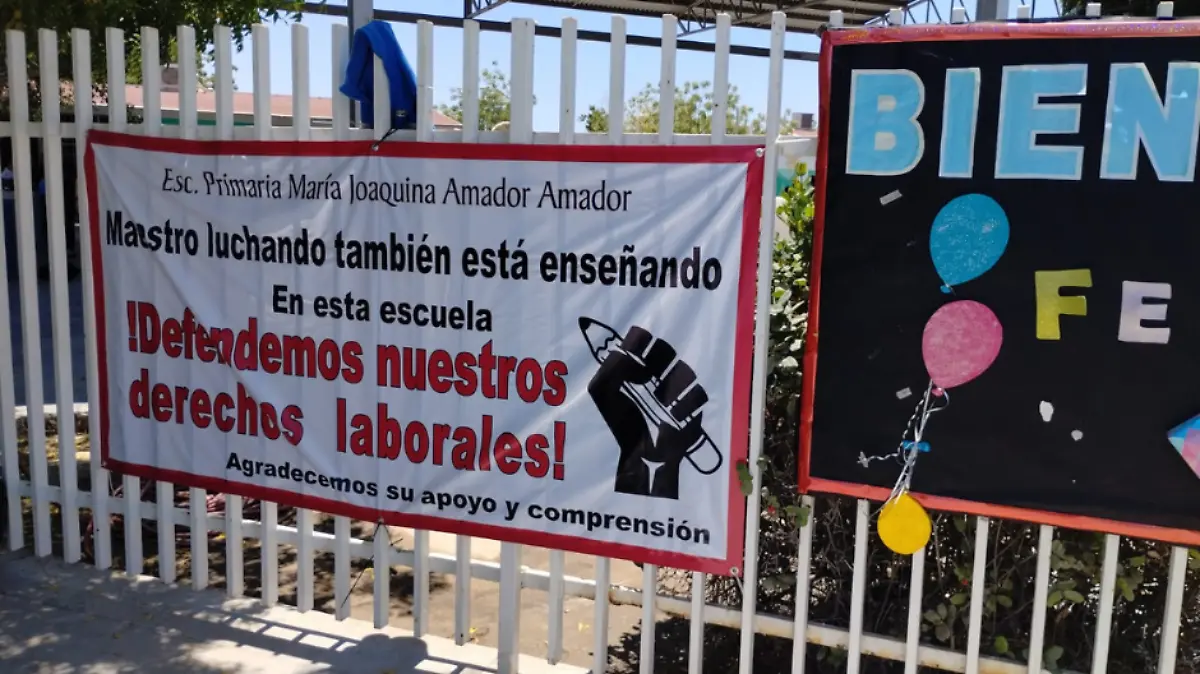 Esc. Primaria María Joaquina Amador Amador
Maestro luchando también está enseñando
En esta escuela
!Defendemos nuestros
derechos laborales!
Agradecemos su apoyo y comprensión
BIEN
FE